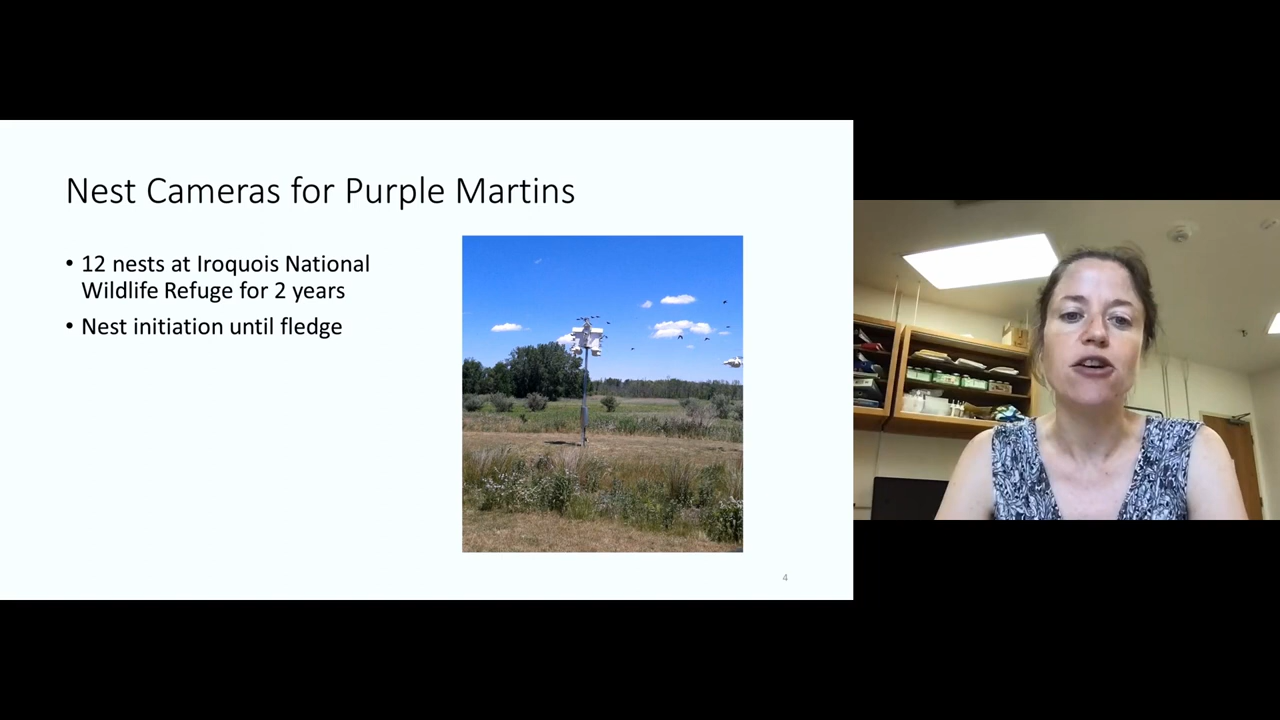 Nest Cameras for Purple Martins
• 12 nests at Iroquois National
Wildlife Refuge for 2 years
• Nest initiation until fledge
4